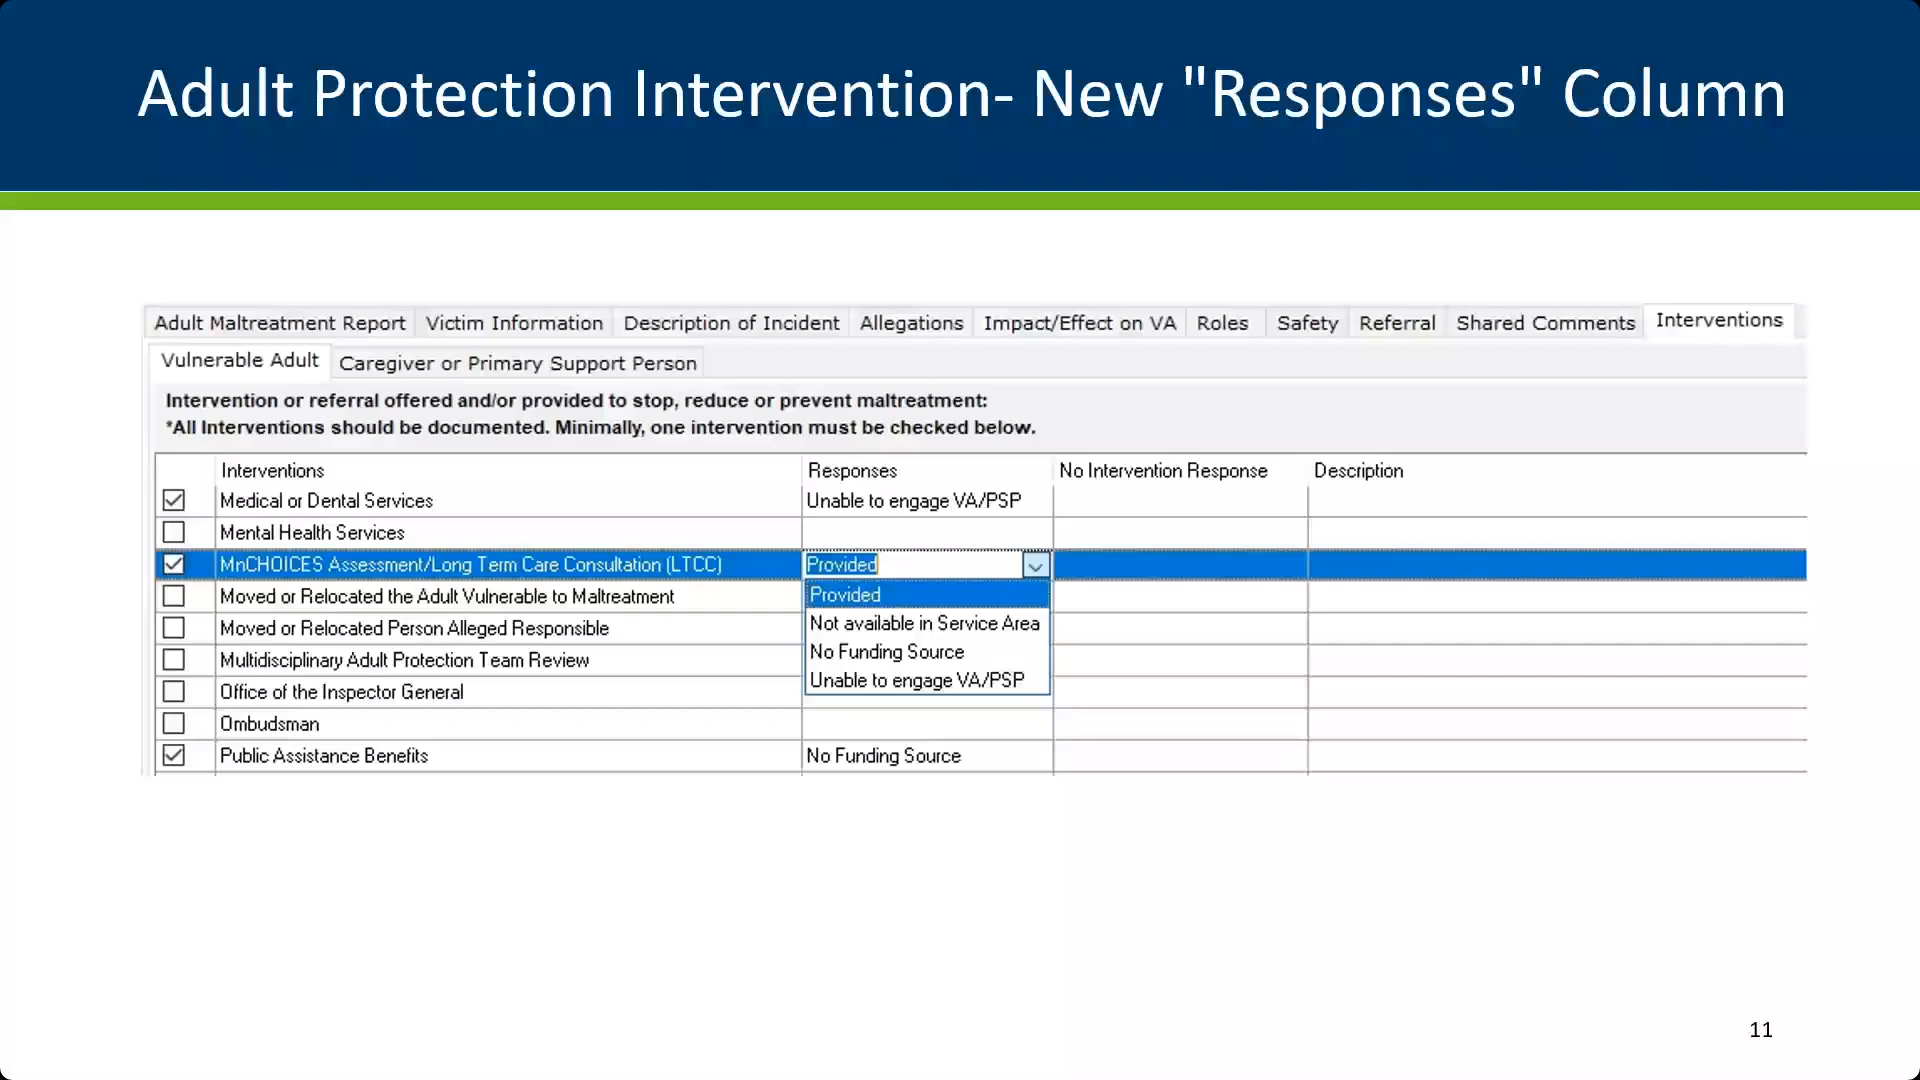 Adult Protection Intervention- New "Responses" Column
Adult Maltreatment Report Victim Information Description of Incident Allegations Impact/Effect on VA Roles Safety Referral Shared Comments Interventions
Vulnerable Adult Caregiver or Primary Support Person
Intervention or referral offered and/or provided to stop, reduce or prevent maltreatment:
*All Interventions should be documented. Minimally, one intervention must be checked below.
Interventions Responses No Intervention Response Description
Medical or Dental Services Unable to engage VA/PSP
Mental Health Services
MnCHOICES Assessment/Long Term Care Consultation (LTCC) Provided
Moved or Relocated the Adult Vulnerable to Maltreatment Provided
Moved or Relocated Person Alleged Responsible Not available in Service Area
Multidisciplinary Adult Protection Team Review No Funding Source
Office of the Inspector General Unable to engage VA/PSP
Ombudsman
Public Assistance Benefits No Funding Source
11